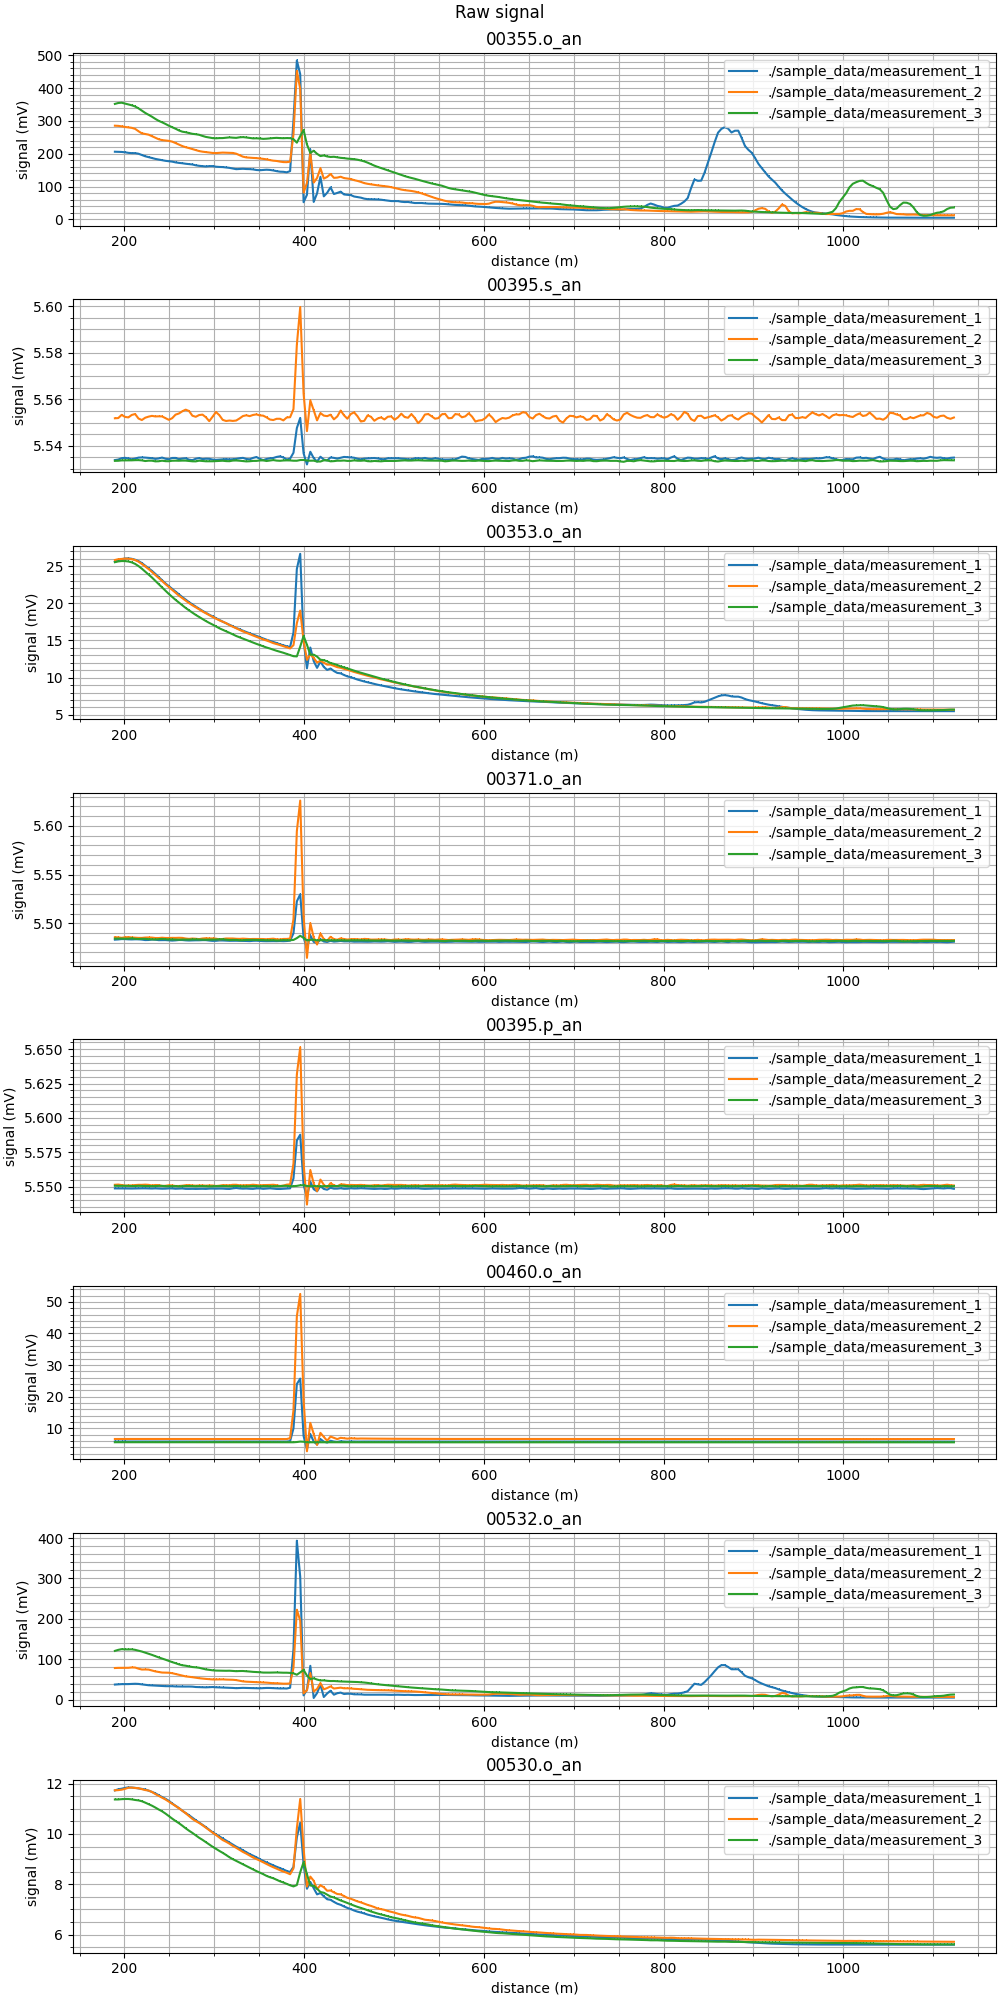 Raw signal
00355.o_an
signal (mV)
500
400
300
200
100
0
./sample_data/measurement_1
./sample_data/measurement_2
./sample_data/measurement_3
200 400 600 800 1000
distance (m)
00395.s_an
signal (mV)
5.60
5.58
5.56
5.54
./sample_data/measurement_1
./sample_data/measurement_2
./sample_data/measurement_3
200 400 600 800 1000
distance (m)
00353.o_an
signal (mV)
25
20
15
10
5
./sample_data/measurement_1
./sample_data/measurement_2
./sample_data/measurement_3
200 400 600 800 1000
distance (m)
00371.o_an
signal (mV)
5.60
5.55
5.50
./sample_data/measurement_1
./sample_data/measurement_2
./sample_data/measurement_3
200 400 600 800 1000
distance (m)
00395.p_an
signal (mV)
5.650
5.625
5.600
5.575
5.550
./sample_data/measurement_1
./sample_data/measurement_2
./sample_data/measurement_3
200 400 600 800 1000
distance (m)
00460.o_an
signal (mV)
50
40
30
20
10
./sample_data/measurement_1
./sample_data/measurement_2
./sample_data/measurement_3
200 400 600 800 1000
distance (m)
00532.o_an
signal (mV)
400
300
200
100
0
./sample_data/measurement_1
./sample_data/measurement_2
./sample_data/measurement_3
200 400 600 800 1000
distance (m)
00530.o_an
signal (mV)
12
10
8
6
./sample_data/measurement_1
./sample_data/measurement_2
./sample_data/measurement_3
200 400 600 800 1000
distance (m)